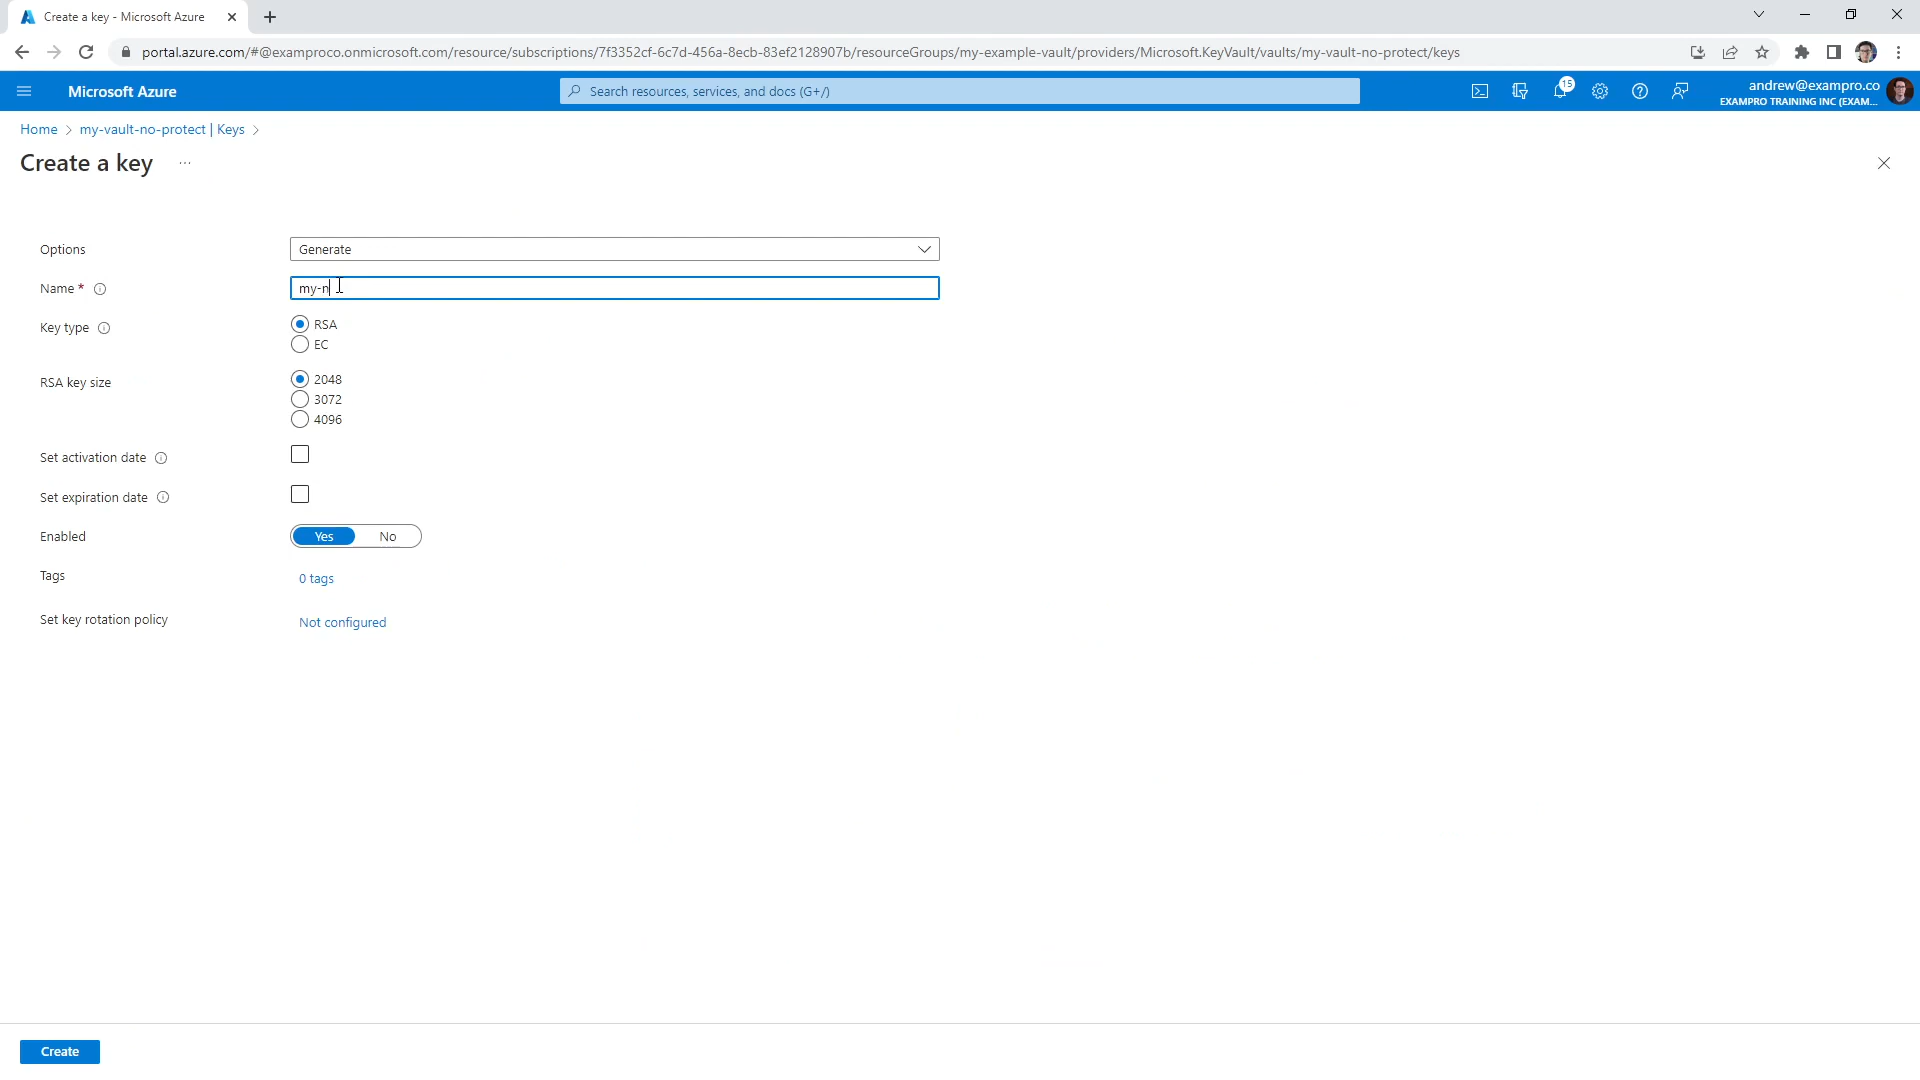 Create a key - Microsoft Azure
portal.azure.com/#@examproco.onmicrosoft.com/resource/subscriptions/7f3352cf-6c7d-456a-8ecb-83ef2128907b/resourceGroups/my-example-vault/providers/Microsoft.KeyVault/vaults/my-vault-no-protect/keys
Microsoft Azure
Search resources, services, and docs (G+/)
15
andrew@exampro.co
EXAMPRO TRAINING INC (EXAM...
Home > my-vault-no-protect | Keys >
Create a key ...
Options
Generate
Name *
my-n
Key type
RSA
EC
RSA key size
2048
3072
4096
Set activation date
Set expiration date
Enabled
Yes No
Tags
0 tags
Set key rotation policy
Not configured
Create